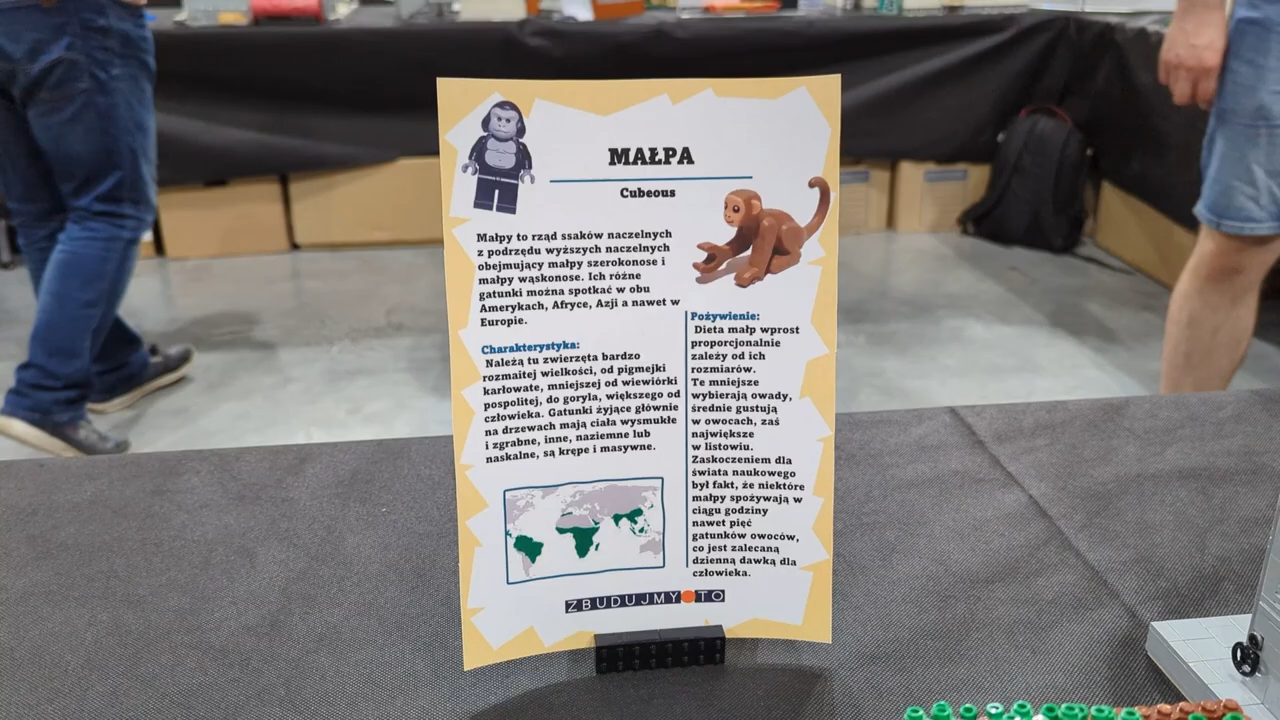 MAŁPA
Cubeous
Małpy to rząd ssaków naczelnych
z podrzędu wyższych naczelnych
obejmujący małpy szerokonose i
małpy wąskonose. Ich różne
gatunki można spotkać w obu
Amerykach, Afryce, Azji a nawet w
Europie.
Charakterystyka:
Należą tu zwierzęta bardzo
rozmaitej wielkości, od pigmejki
karłowate, mniejszej od wiewiórki
pospolitej, do goryla, większego od
człowieka. Gatunki żyjące głównie
na drzewach mają ciała wysmukłe
i zgrabne, inne, naziemne lub
naskalne, są krępe i masywne.
Pożywienie:
Dieta małp wprost
proporcjonalnie
zależy od ich
rozmiarów.
Te mniejsze
wybierają owady,
średnie gustują
w owocach, zaś
największe
w listowiu.
Zaskoczeniem dla
świata naukowego
był fakt, że niektóre
małpy spożywają w
ciągu godziny
nawet pięć
gatunków owoców,
co jest zalecaną
dzienną dawką dla
człowieka.
ZBUDUJMY TO